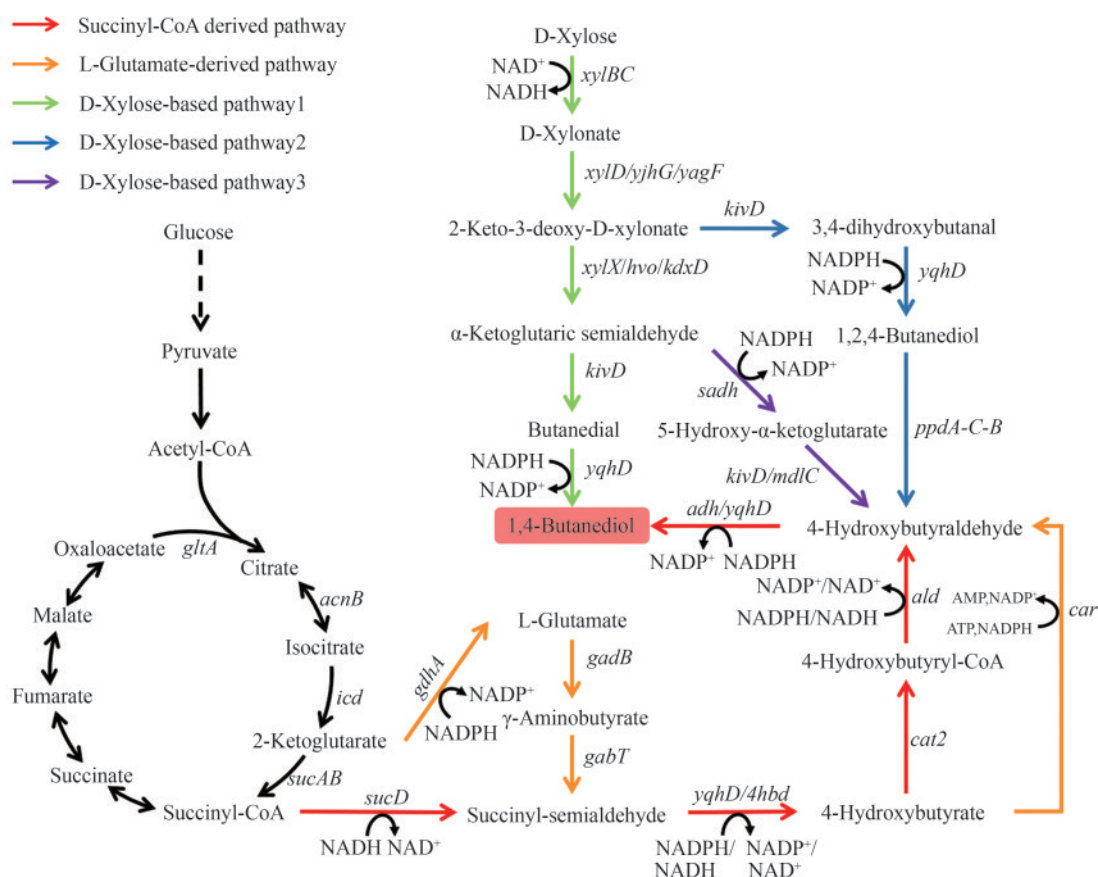 Succinyl-CoA derived pathway
L-Glutamate-derived pathway
D-Xylose-based pathway1
D-Xylose-based pathway2
D-Xylose-based pathway3
D-Xylose
NAD⁺
NADH
xylBC
D-Xylonate
xylD/yjhG/yagF
2-Keto-3-deoxy-D-xylonate
kivD
3,4-dihydroxybutanal
xylX/hvo/kdxD
NADPH
NADP⁺
yqhD
α-Ketoglutaric semialdehyde
1,2,4-Butanediol
kivD
NADPH
NADP⁺
sadh
Butanedial
5-Hydroxy-α-ketoglutarate
ppdA-C-B
NADPH
NADP⁺
yqhD
kivD/mdlC
1,4-Butanediol
adh/yqhD
NADP⁺ NADPH
4-Hydroxybutyraldehyde
Glucose
Pyruvate
Acetyl-CoA
Oxaloacetate
gltA
Citrate
acnB
Malate
Isocitrate
icd
Fumarate
2-Ketoglutarate
sucAB
Succinate
Succinyl-CoA
gdhA
NADP⁺
NADPH
L-Glutamate
gadB
γ-Aminobutyrate
gabT
sucD
NADH NAD⁺
Succinyl-semialdehyde
yqhD/4hbd
NADPH/
NADH
NADP⁺/
NAD⁺
4-Hydroxybutyrate
cat2
4-Hydroxybutyryl-CoA
NADP⁺/NAD⁺
NADPH/NADH
ald
AMP,NADP⁺
ATP,NADPH
car